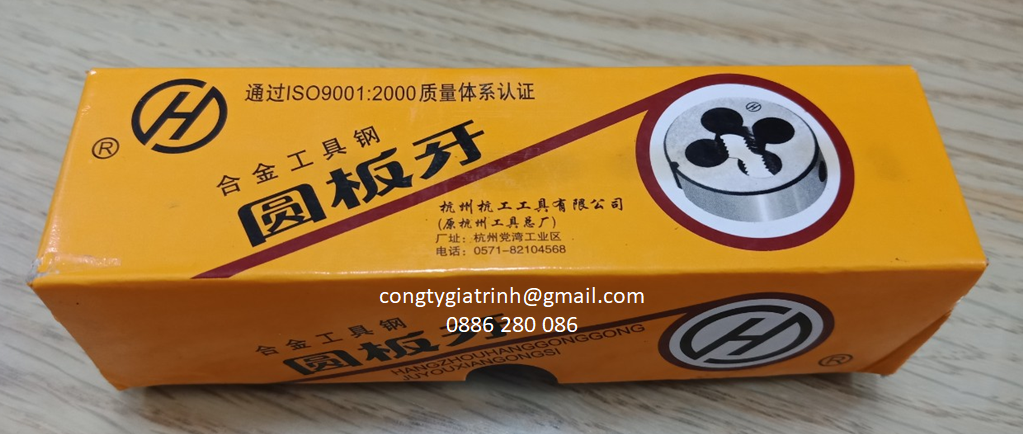 通过ISO9001:2000质量体系认证
H
®
合金工具钢
圆板牙
杭州杭工工具有限公司
(原杭州工具总厂)
厂址：杭州党湾工业区
电话：0571-82104568
congtygiatrinh@gmail.com
0886 280 086
合金工具钢
圆板牙
HANGZHOUHANGGONGGONG
JUYOUXIANGONGSI
H
®